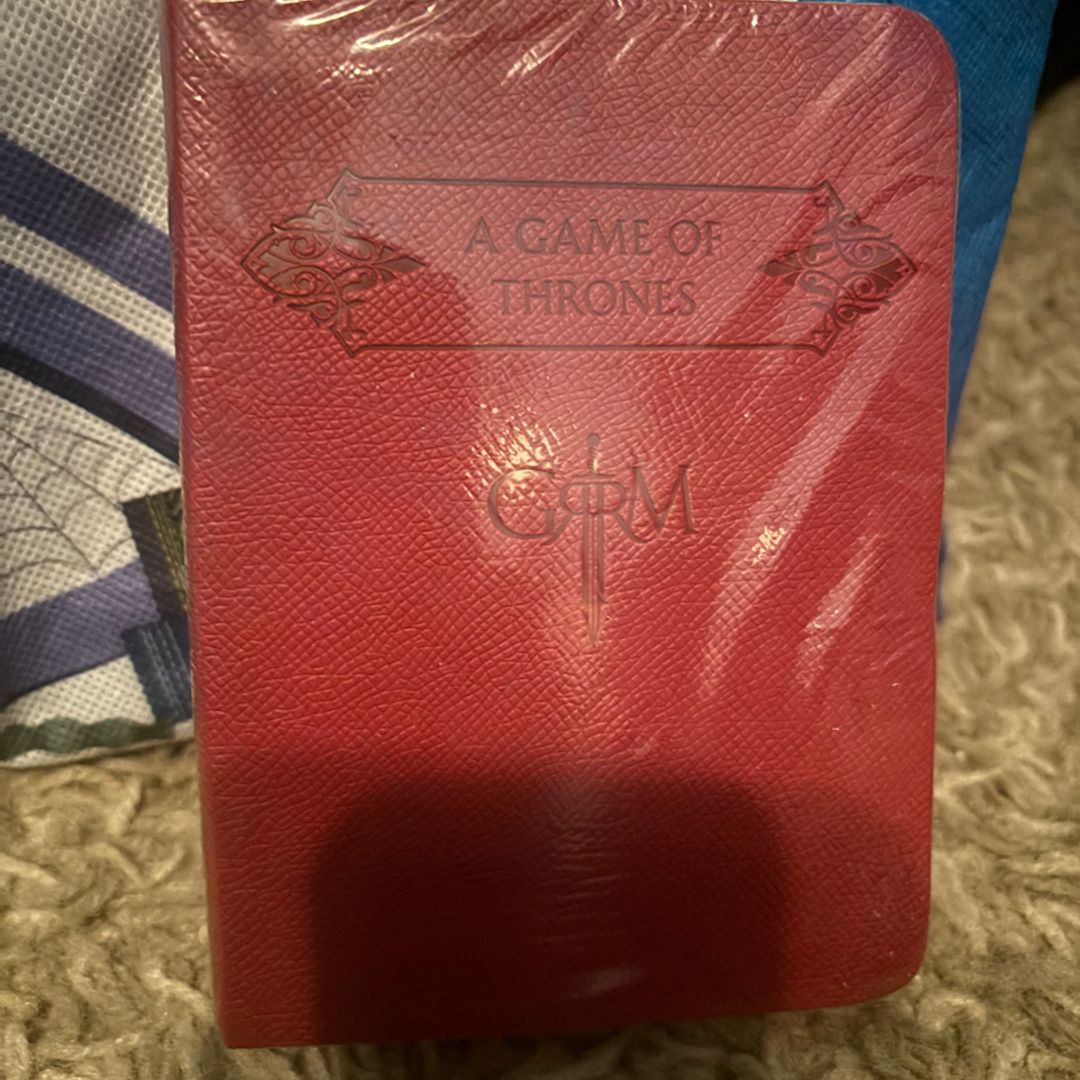 A GAME OF
THRONES
GRRM